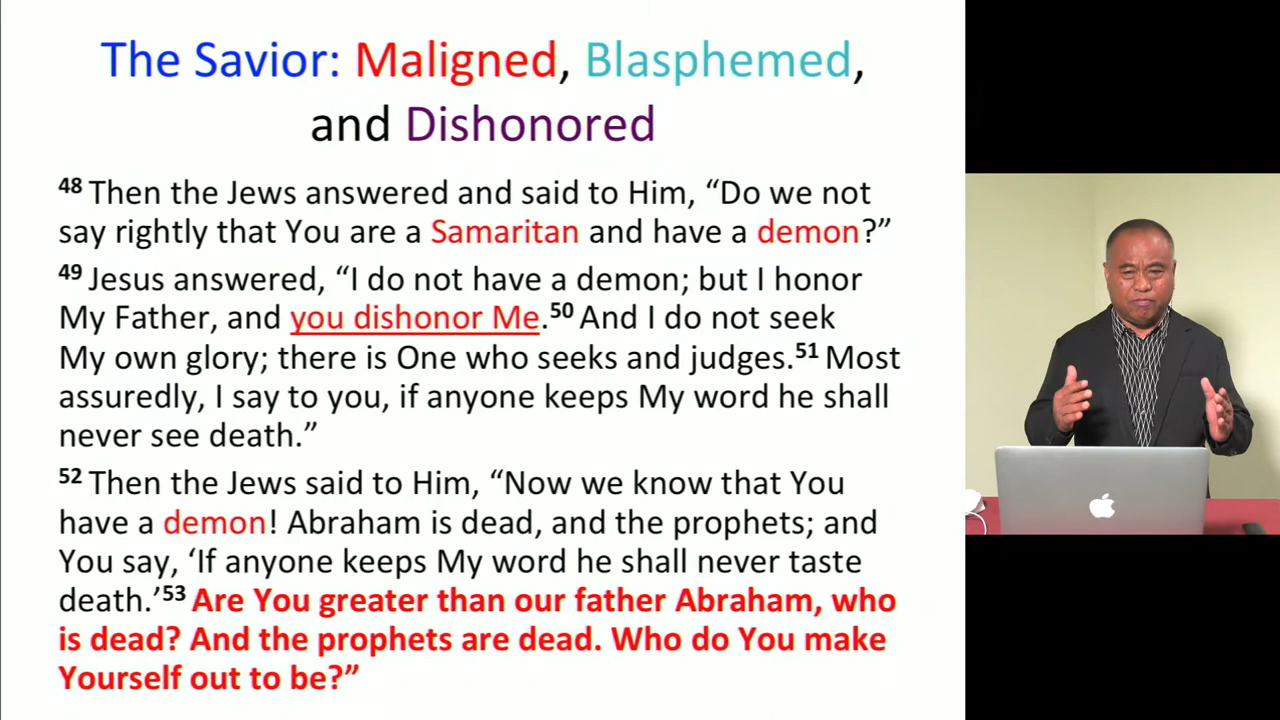 The Savior: Maligned, Blasphemed,
and Dishonored
48 Then the Jews answered and said to Him, “Do we not
say rightly that You are a Samaritan and have a demon?”
49 Jesus answered, “I do not have a demon; but I honor
My Father, and you dishonor Me.50 And I do not seek
My own glory; there is One who seeks and judges.51 Most
assuredly, I say to you, if anyone keeps My word he shall
never see death.”
52 Then the Jews said to Him, “Now we know that You
have a demon! Abraham is dead, and the prophets; and
You say, ‘If anyone keeps My word he shall never taste
death.’53 Are You greater than our father Abraham, who
is dead? And the prophets are dead. Who do You make
Yourself out to be?”